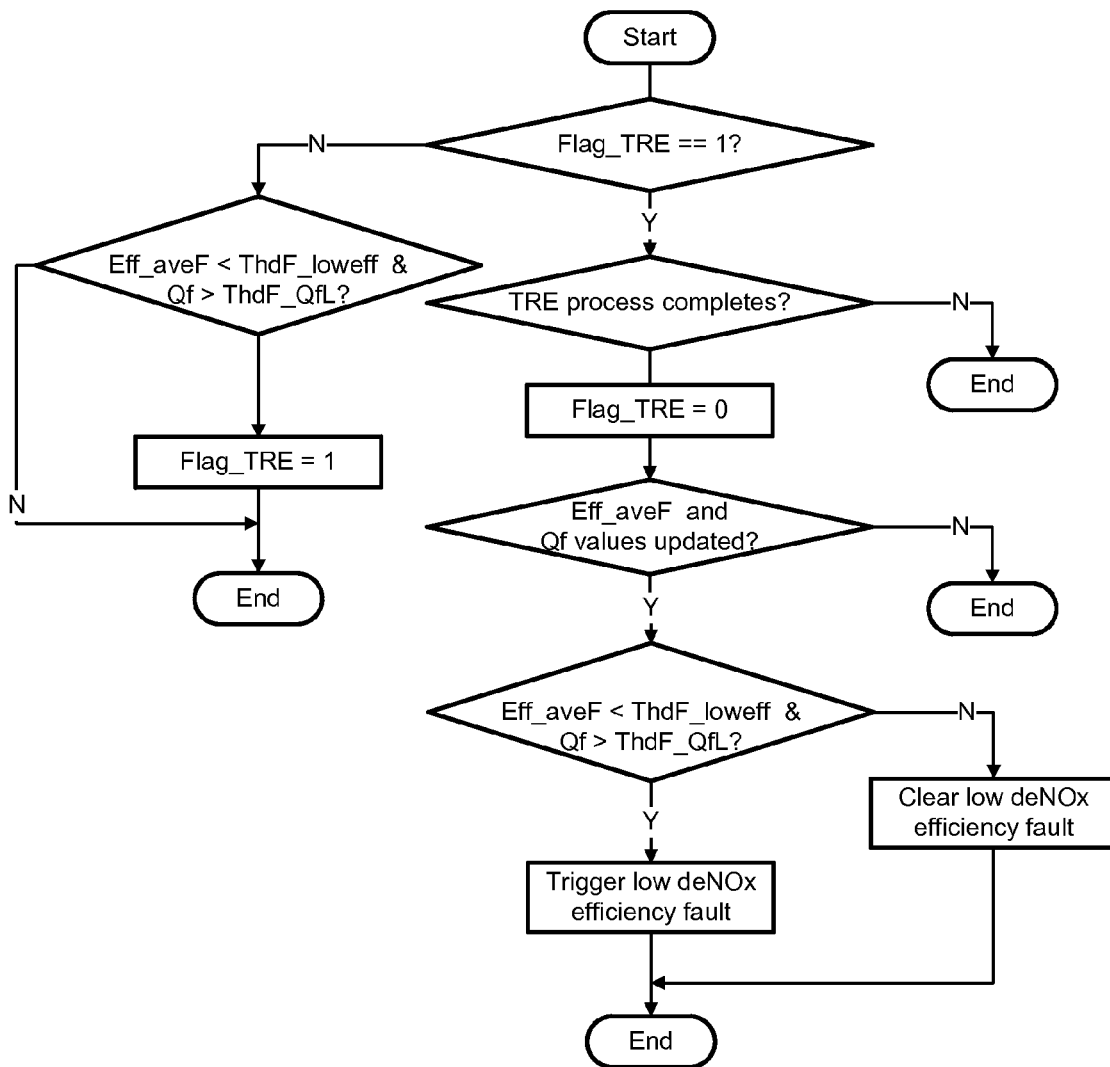 Start
Flag_TRE == 1?
N
Y
Eff_aveF < ThdF_loweff &
Qf > ThdF_QfL?
TRE process completes?
N
End
Flag_TRE = 0
Flag_TRE = 1
N
Eff_aveF and
Qf values updated?
N
End
End
Y
Eff_aveF < ThdF_loweff &
Qf > ThdF_QfL?
N
Clear low deNOx
efficiency fault
Y
Trigger low deNOx
efficiency fault
End